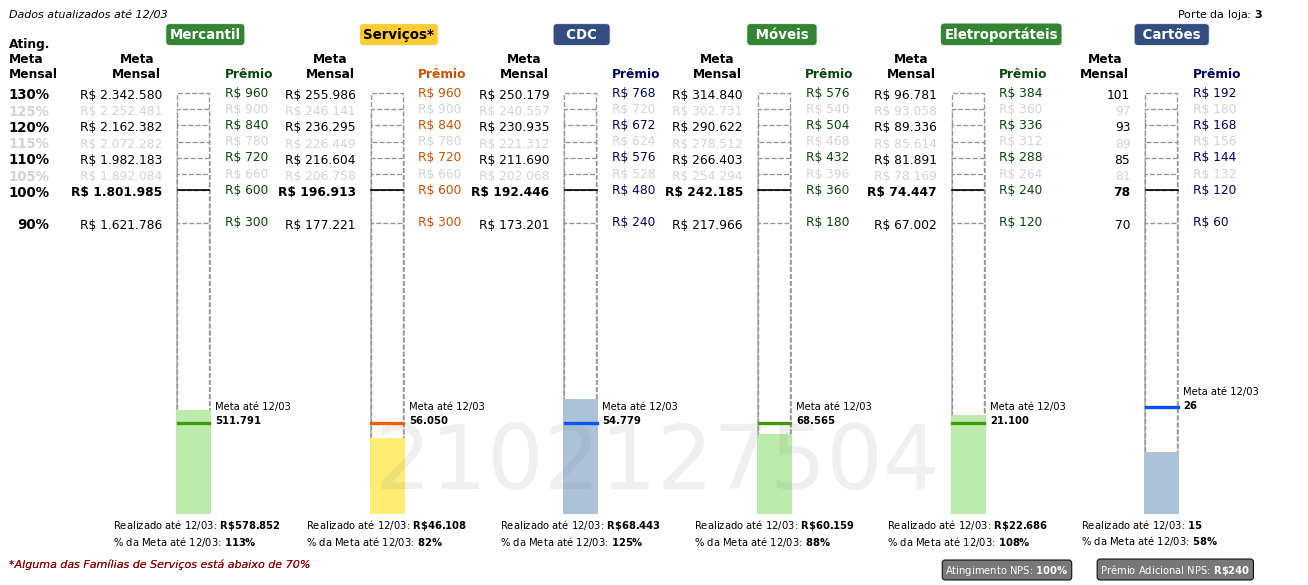 Dados atualizados até 12/03 Porte da loja: 3
Mercantil Serviços* CDC Móveis Eletroportáteis Cartões
Ating.
Meta Meta Meta Meta Meta Meta Meta
Mensal Mensal Prêmio Mensal Prêmio Mensal Prêmio Mensal Prêmio Mensal Prêmio Mensal Prêmio
130% R$ 2.342.580 R$ 960 R$ 255.986 R$ 960 R$ 250.179 R$ 768 R$ 314.840 R$ 576 R$ 96.781 R$ 384 101 R$ 192
125% R$ 2.252.481 R$ 900 R$ 246.141 R$ 900 R$ 240.557 R$ 720 R$ 302.731 R$ 540 R$ 93.058 R$ 360 97 R$ 180
120% R$ 2.162.382 R$ 840 R$ 236.295 R$ 840 R$ 230.935 R$ 672 R$ 290.622 R$ 504 R$ 89.336 R$ 336 93 R$ 168
115% R$ 2.072.282 R$ 780 R$ 226.449 R$ 780 R$ 221.312 R$ 624 R$ 278.512 R$ 468 R$ 85.614 R$ 312 89 R$ 156
110% R$ 1.982.183 R$ 720 R$ 216.604 R$ 720 R$ 211.690 R$ 576 R$ 266.403 R$ 432 R$ 81.891 R$ 288 85 R$ 144
105% R$ 1.892.084 R$ 660 R$ 206.758 R$ 660 R$ 202.068 R$ 528 R$ 254.294 R$ 396 R$ 78.169 R$ 264 81 R$ 132
100% R$ 1.801.985 R$ 600 R$ 196.913 R$ 600 R$ 192.446 R$ 480 R$ 242.185 R$ 360 R$ 74.447 R$ 240 78 R$ 120
90% R$ 1.621.786 R$ 300 R$ 177.221 R$ 300 R$ 173.201 R$ 240 R$ 217.966 R$ 180 R$ 67.002 R$ 120 70 R$ 60
Meta até 12/03
26
Meta até 12/03 Meta até 12/03 Meta até 12/03 Meta até 12/03 Meta até 12/03
511.791 56.050 54.779 68.565 21.100
2102127504
Realizado até 12/03: R$578.852 Realizado até 12/03: R$46.108 Realizado até 12/03: R$68.443 Realizado até 12/03: R$60.159 Realizado até 12/03: R$22.686 Realizado até 12/03: 15
% da Meta até 12/03: 113% % da Meta até 12/03: 82% % da Meta até 12/03: 125% % da Meta até 12/03: 88% % da Meta até 12/03: 108% % da Meta até 12/03: 58%
*Alguma das Famílias de Serviços está abaixo de 70% Atingimento NPS: 100% Prêmio Adicional NPS: R$240